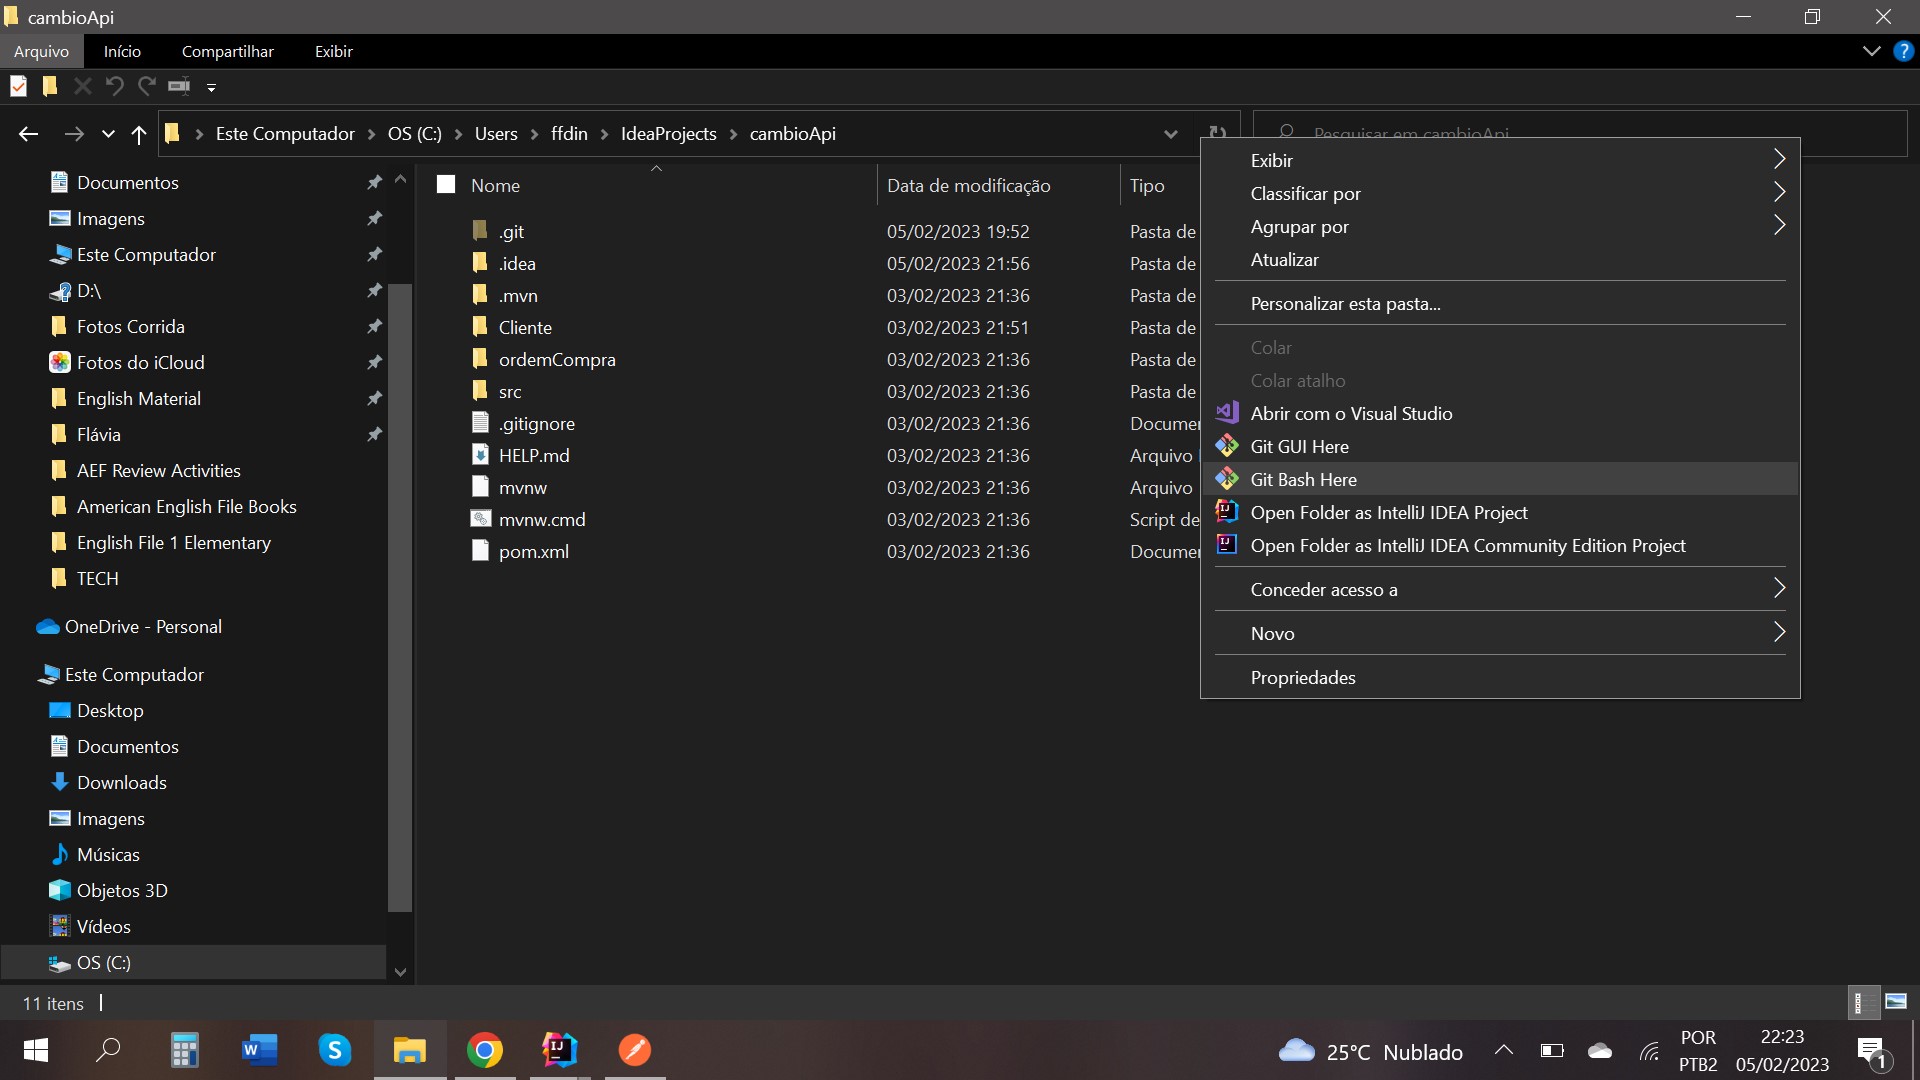 cambioApi
Arquivo Início Compartilhar Exibir
Este Computador OS (C:) Users ffdin IdeaProjects cambioApi
Pesquisar em cambioApi
Documentos
Imagens
Este Computador
D:\
Fotos Corrida
Fotos do iCloud
English Material
Flávia
AEF Review Activities
American English File Books
English File 1 Elementary
TECH
OneDrive - Personal
Este Computador
Desktop
Documentos
Downloads
Imagens
Músicas
Objetos 3D
Vídeos
OS (C:)
Nome Data de modificação Tipo
.git 05/02/2023 19:52 Pasta de
.idea 05/02/2023 21:56 Pasta de
.mvn 03/02/2023 21:36 Pasta de
Cliente 03/02/2023 21:51 Pasta de
ordemCompra 03/02/2023 21:36 Pasta de
src 03/02/2023 21:36 Pasta de
.gitignore 03/02/2023 21:36 Documen
HELP.md 03/02/2023 21:36 Arquivo
mvnw 03/02/2023 21:36 Arquivo
mvnw.cmd 03/02/2023 21:36 Script de
pom.xml 03/02/2023 21:36 Documen
Exibir
Classificar por
Agrupar por
Atualizar
Personalizar esta pasta...
Colar
Colar atalho
Abrir com o Visual Studio
Git GUI Here
Git Bash Here
Open Folder as IntelliJ IDEA Project
Open Folder as IntelliJ IDEA Community Edition Project
Conceder acesso a
Novo
Propriedades
11 itens
25°C Nublado
POR
PTB2
22:23
05/02/2023
1